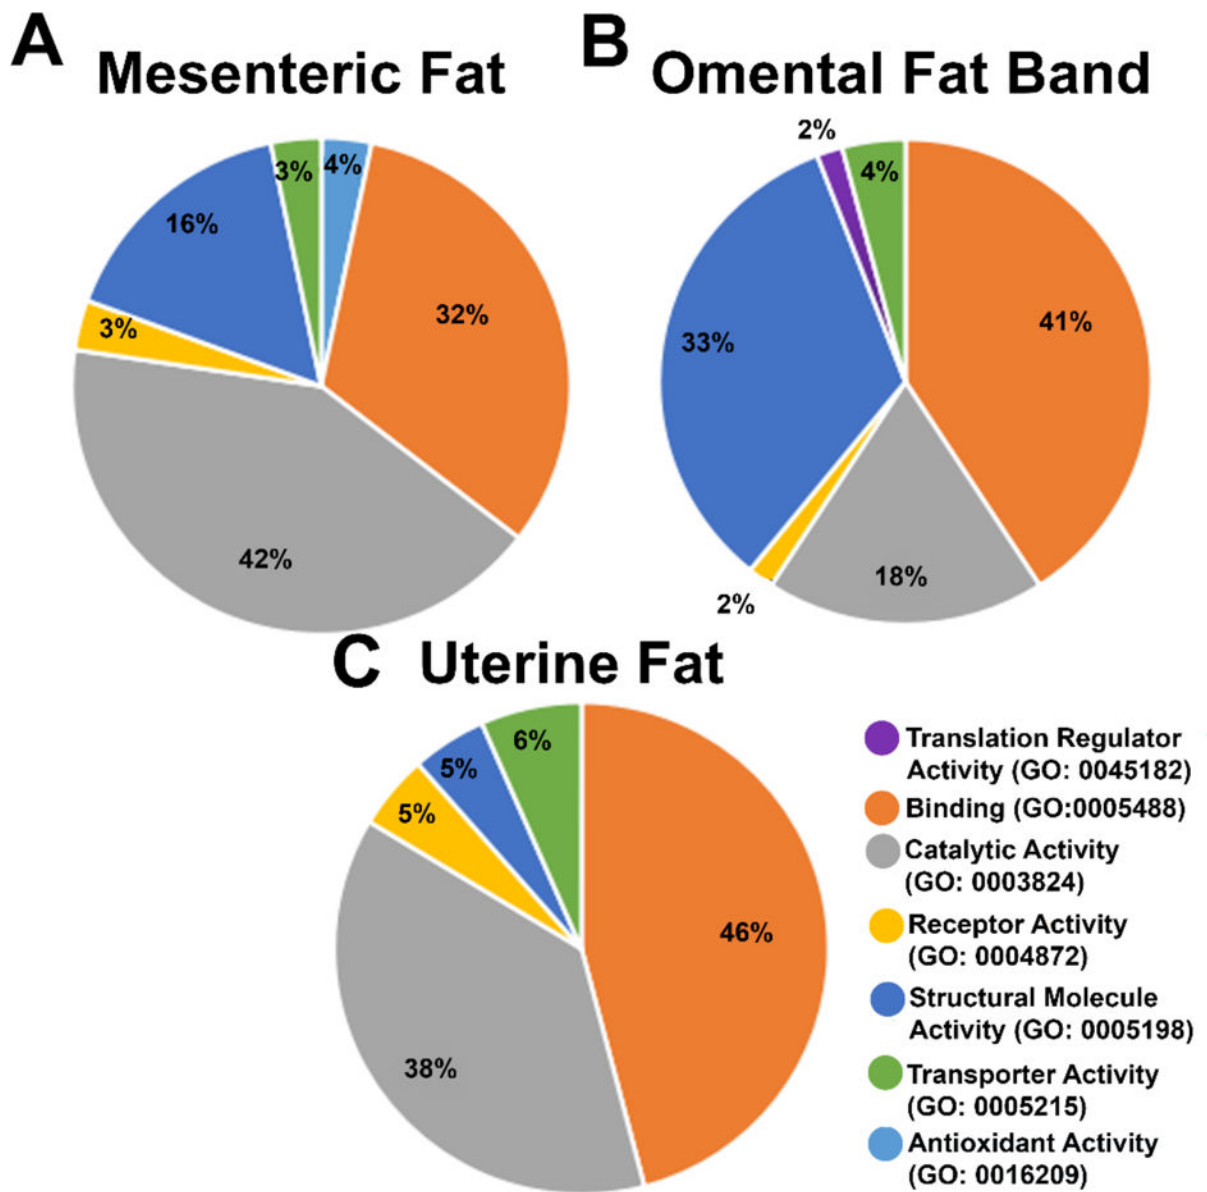 A Mesenteric Fat
3%
4%
16%
32%
3%
42%
B Omental Fat Band
2%
4%
41%
33%
18%
2%
C Uterine Fat
6%
5%
5%
46%
38%
Translation Regulator
Activity (GO: 0045182)
Binding (GO:0005488)
Catalytic Activity
(GO: 0003824)
Receptor Activity
(GO: 0004872)
Structural Molecule
Activity (GO: 0005198)
Transporter Activity
(GO: 0005215)
Antioxidant Activity
(GO: 0016209)